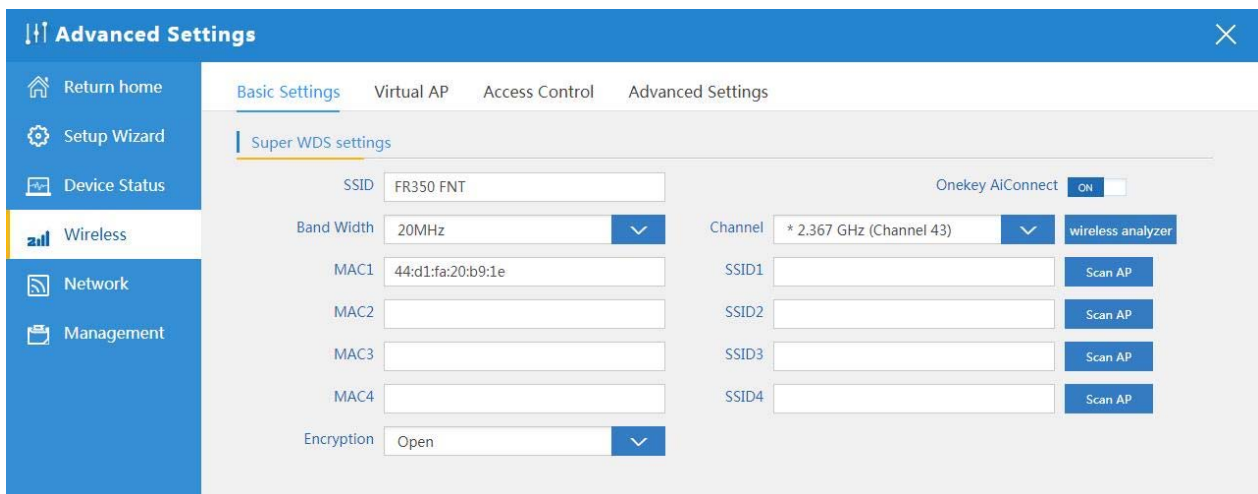 Advanced Settings
Return home
Setup Wizard
Device Status
Wireless
Network
Management
Basic Settings Virtual AP Access Control Advanced Settings
Super WDS settings
SSID FR350 FNT Onekey AiConnect ON
Band Width 20MHz Channel * 2.367 GHz (Channel 43) wireless analyzer
MAC1 44:d1:fa:20:b9:1e SSID1 Scan AP
MAC2 SSID2 Scan AP
MAC3 SSID3 Scan AP
MAC4 SSID4 Scan AP
Encryption Open